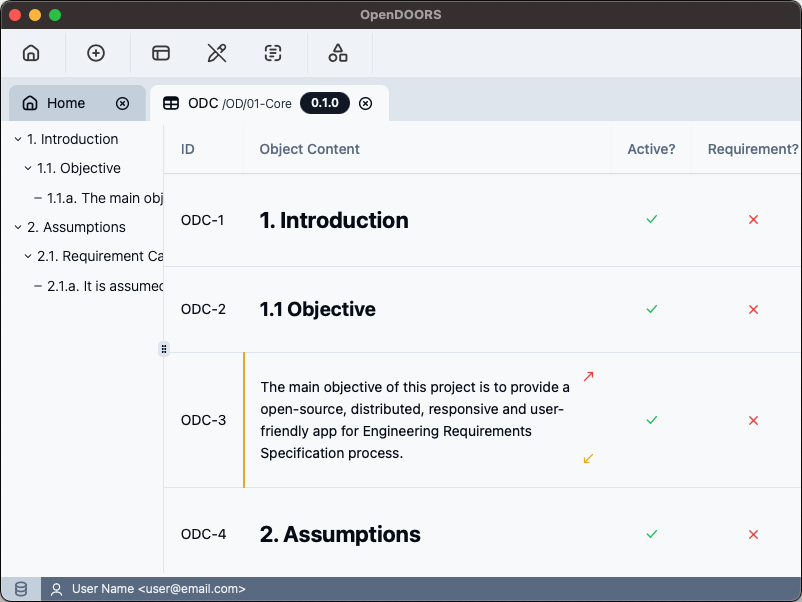 OpenDOORS
Home
ODC /OD/01-Core 0.1.0
1. Introduction
1.1. Objective
1.1.a. The main obj
2. Assumptions
2.1. Requirement Ca
2.1.a. It is assumed
ID Object Content Active? Requirement?
ODC-1 1. Introduction
ODC-2 1.1 Objective
ODC-3
The main objective of this project is to provide a
open-source, distributed, responsive and user-
friendly app for Engineering Requirements
Specification process.
ODC-4 2. Assumptions
User Name <user@email.com>